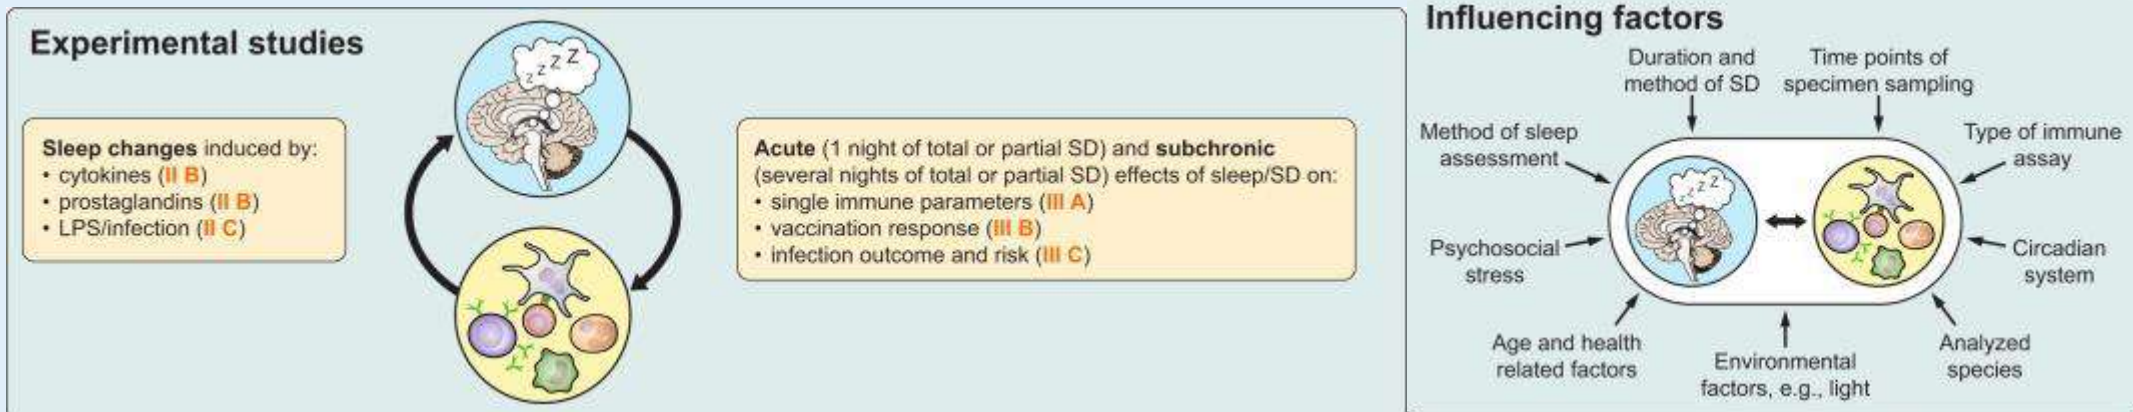 Experimental studies
Sleep changes induced by:
• cytokines (II B)
• prostaglandins (II B)
• LPS/infection (II C)
z z Z Z
Acute (1 night of total or partial SD) and subchronic
(several nights of total or partial SD) effects of sleep/SD on:
• single immune parameters (III A)
• vaccination response (III B)
• infection outcome and risk (III C)
Influencing factors
Duration and
method of SD
Time points of
specimen sampling
Method of sleep
assessment
Type of immune
assay
z z Z Z
Psychosocial
stress
Circadian
system
Age and health
related factors
Environmental
factors, e.g., light
Analyzed
species